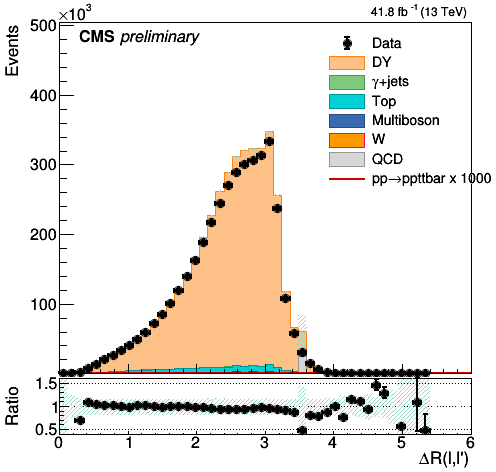 ×10³
41.8 fb⁻¹ (13 TeV)
CMS preliminary
Events
500
400
300
200
100
Data
DY
γ+jets
Top
Multiboson
W
QCD
pp→ppttbar x 1000
Ratio
1.5
1
0.5
0 1 2 3 4 5 6
ΔR(l,l')